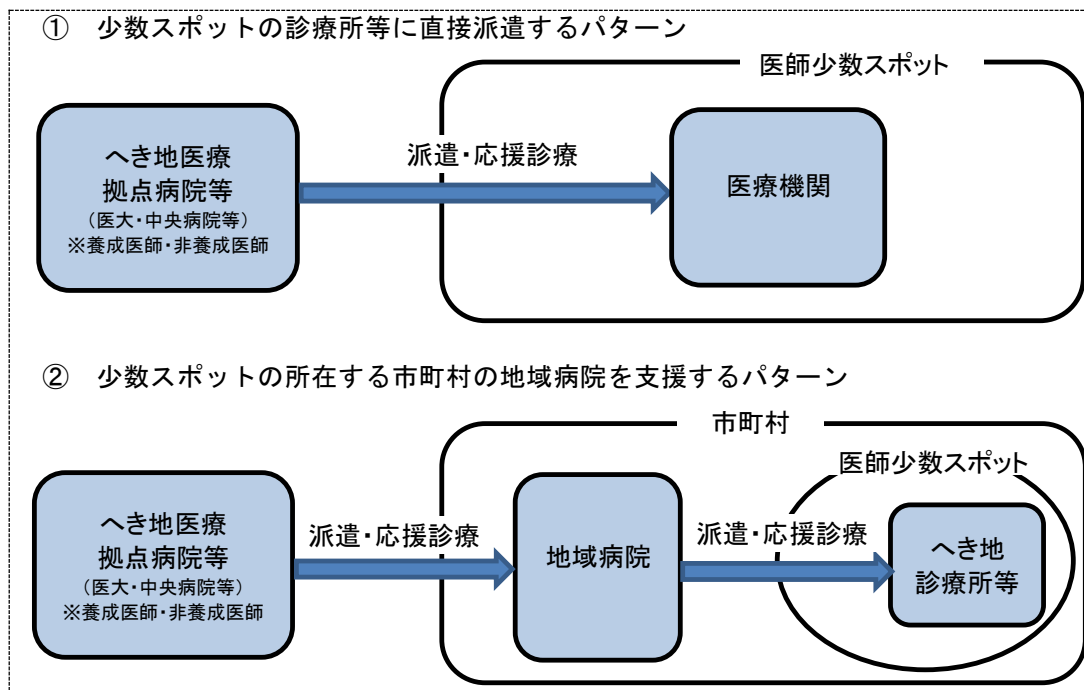 ① 少数スポットの診療所等に直接派遣するパターン
医師少数スポット
へき地医療
拠点病院等
（医大・中央病院等）
※養成医師・非養成医師
派遣・応援診療
医療機関
② 少数スポットの所在する市町村の地域病院を支援するパターン
市町村
医師少数スポット
へき地医療
拠点病院等
（医大・中央病院等）
※養成医師・非養成医師
派遣・応援診療
地域病院
派遣・応援診療
へき地
診療所等